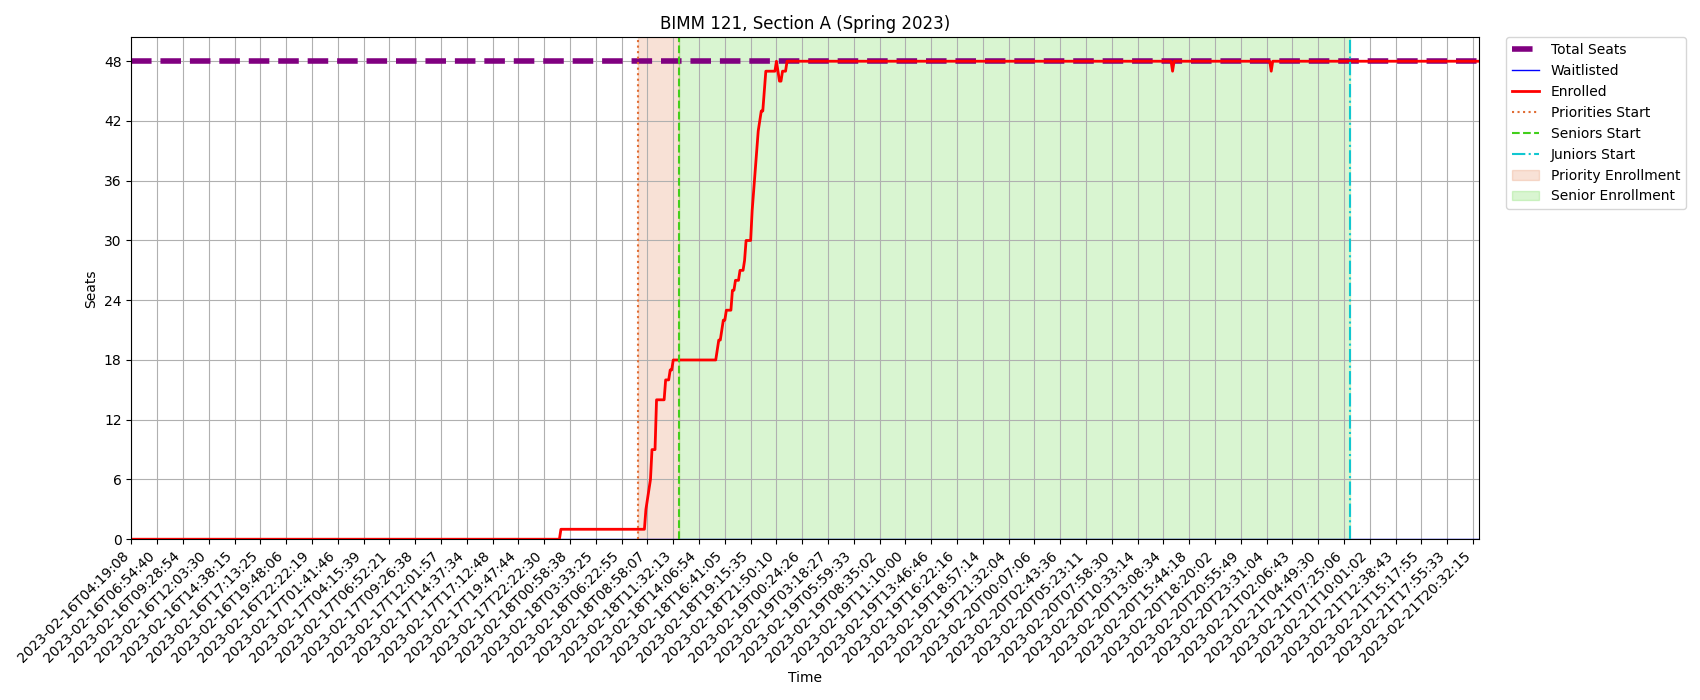 BIMM 121, Section A (Spring 2023)
Total Seats
Waitlisted
Enrolled
Priorities Start
Seniors Start
Juniors Start
Priority Enrollment
Senior Enrollment
Seats
48
42
36
30
24
18
12
6
0
2023-02-16T04:19:08
2023-02-16T06:54:40
2023-02-16T09:28:54
2023-02-16T12:03:30
2023-02-16T14:38:15
2023-02-16T17:13:25
2023-02-16T19:48:06
2023-02-16T22:22:19
2023-02-17T01:41:46
2023-02-17T04:15:39
2023-02-17T06:52:21
2023-02-17T09:26:38
2023-02-17T12:01:57
2023-02-17T14:37:34
2023-02-17T17:12:48
2023-02-17T19:47:44
2023-02-17T22:22:30
2023-02-18T00:58:38
2023-02-18T03:33:25
2023-02-18T06:22:55
2023-02-18T08:58:07
2023-02-18T11:32:13
2023-02-18T14:06:54
2023-02-18T16:41:05
2023-02-18T19:15:35
2023-02-18T21:50:10
2023-02-19T00:24:26
2023-02-19T03:18:27
2023-02-19T05:59:33
2023-02-19T08:35:02
2023-02-19T11:10:00
2023-02-19T13:46:46
2023-02-19T16:22:16
2023-02-19T18:57:14
2023-02-19T21:32:04
2023-02-20T00:07:06
2023-02-20T02:43:36
2023-02-20T05:23:11
2023-02-20T07:58:30
2023-02-20T10:33:14
2023-02-20T13:08:34
2023-02-20T15:44:18
2023-02-20T18:20:02
2023-02-20T20:55:49
2023-02-20T23:31:04
2023-02-21T02:06:43
2023-02-21T04:49:30
2023-02-21T07:25:06
2023-02-21T10:01:02
2023-02-21T12:38:43
2023-02-21T15:17:55
2023-02-21T17:55:33
2023-02-21T20:32:15
Time